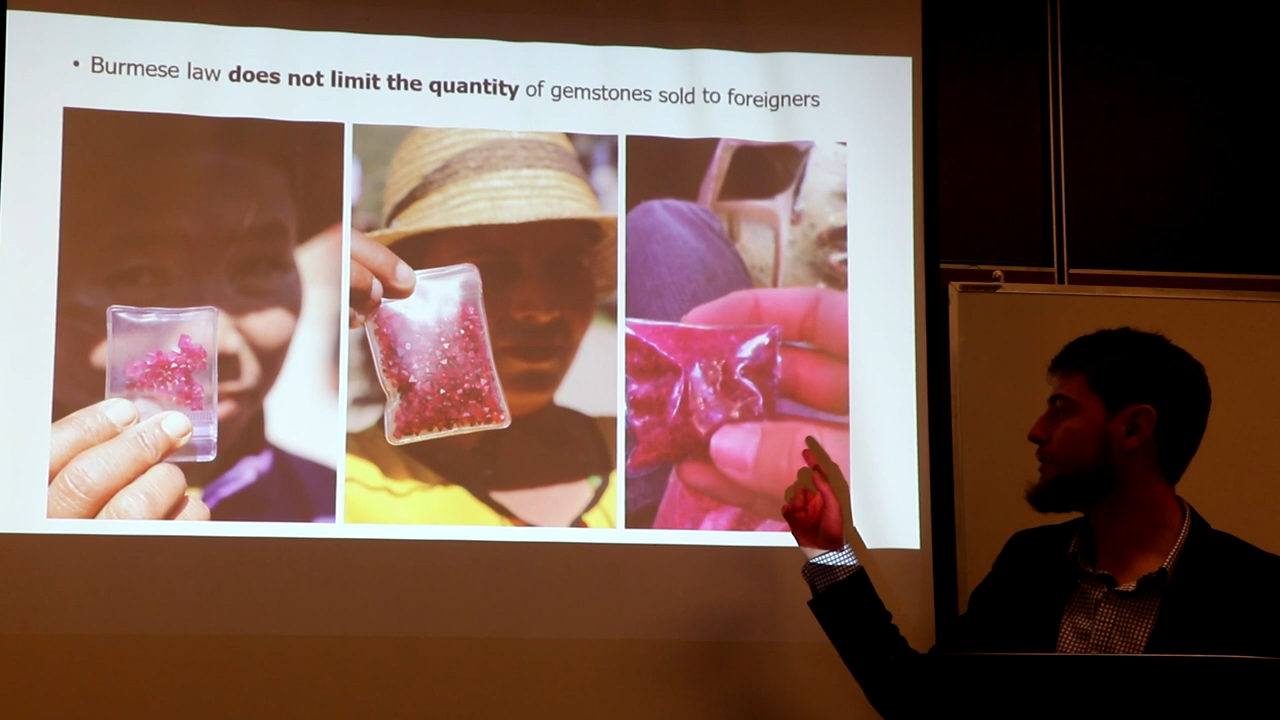 • Burmese law does not limit the quantity of gemstones sold to foreigners